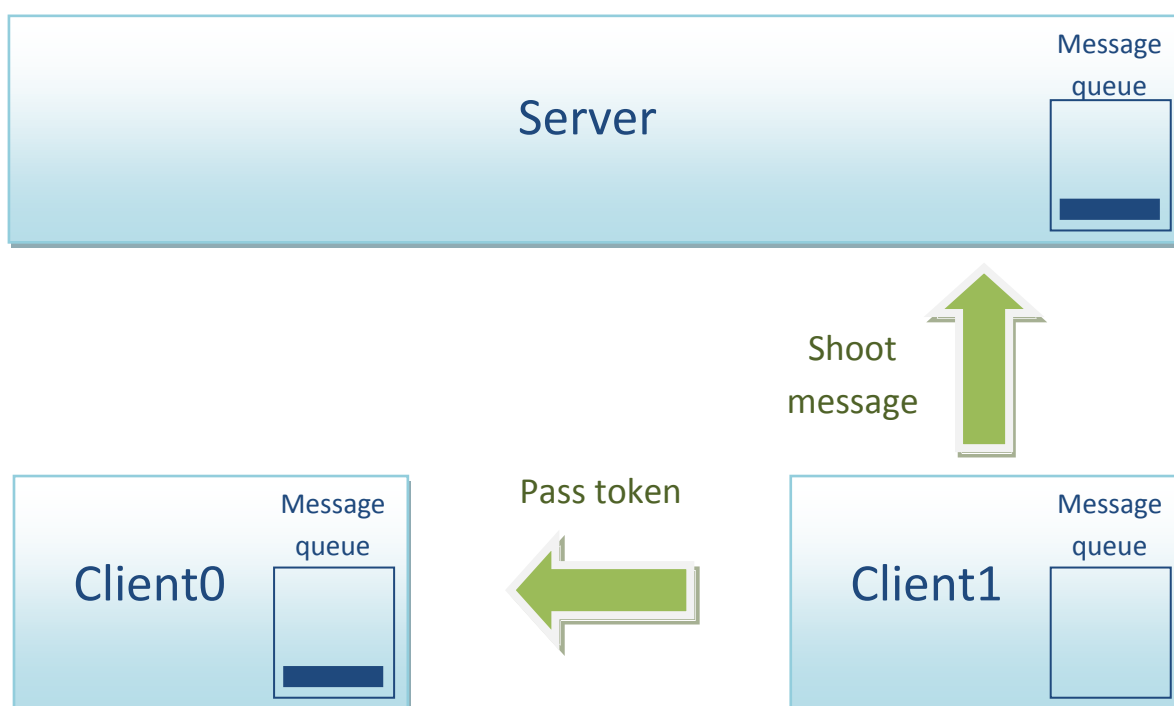 Message
queue
Server
Shoot
message
Pass token
Message
queue
Client0
Message
queue
Client1